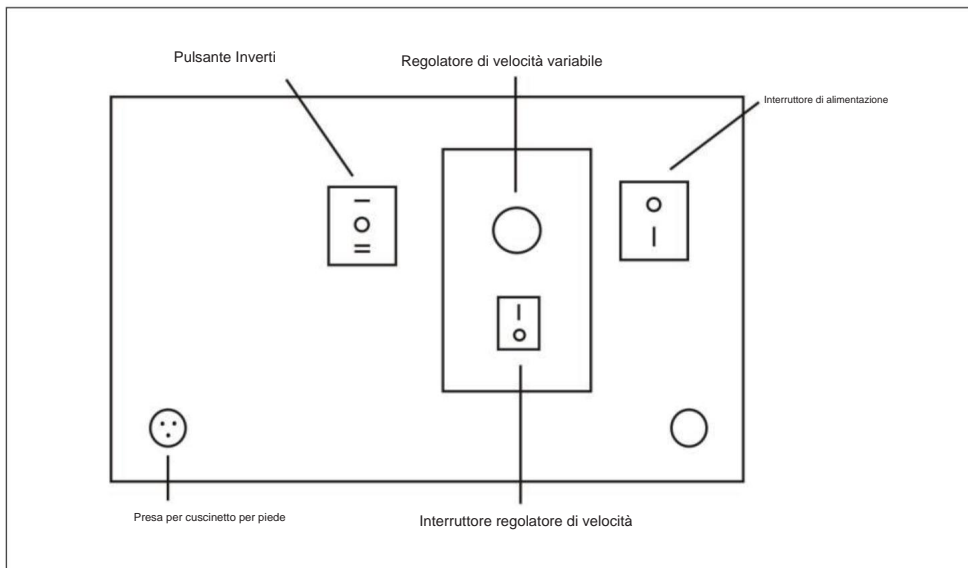 Pulsante Inverti
Regolatore di velocità variabile
Interruttore di alimentazione
Presa per cuscinetto per piede
Interruttore regolatore di velocità